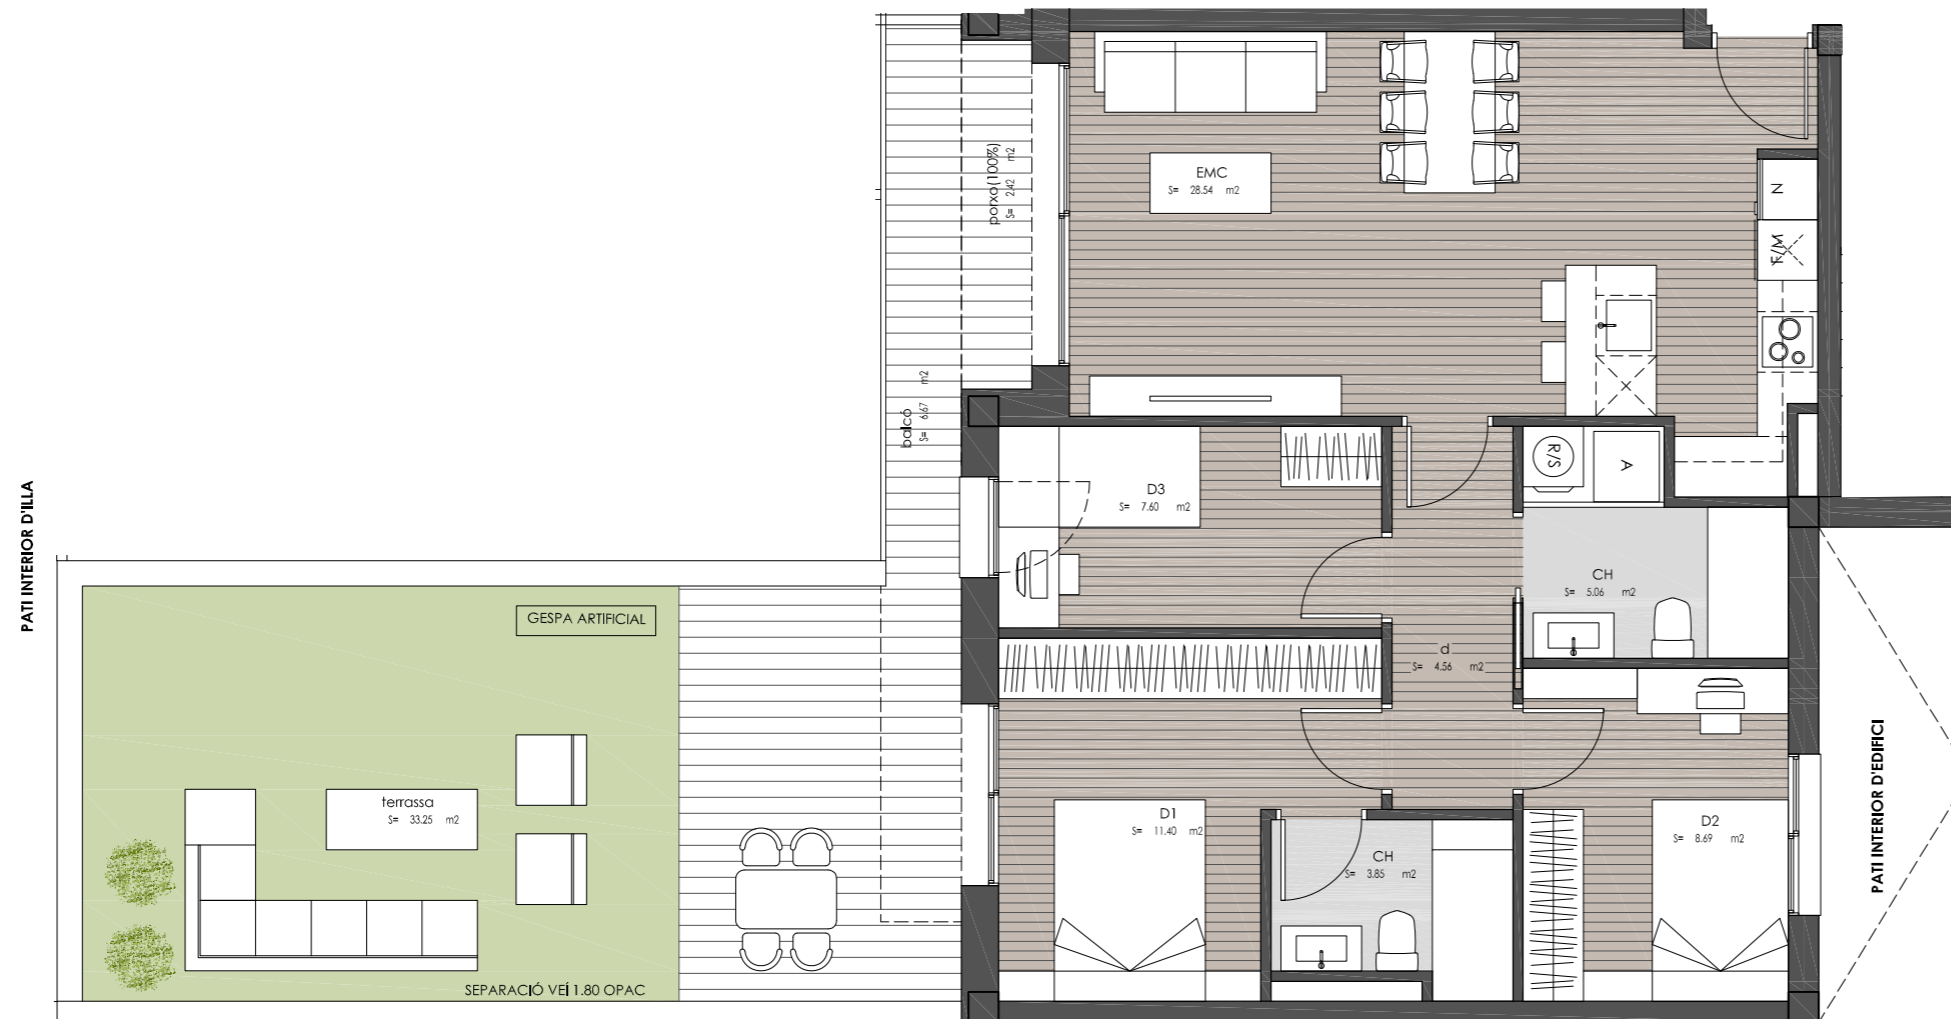 porxo(100%)
S= 2.42 m2
EMC
S= 28.54 m2
N
F/M
balcó
S= 6.67 m2
D3
S= 7.60 m2
R/S
A
PATI INTERIOR D'ILLA
GESPA ARTIFICIAL
CH
S= 5.06 m2
d
S= 4.56 m2
terrassa
S= 33.25 m2
D1
S= 11.40 m2
CH
S= 3.85 m2
D2
S= 8.69 m2
PATI INTERIOR D'EDIFICI
SEPARACIÓ VEÍ 1.80 OPAC